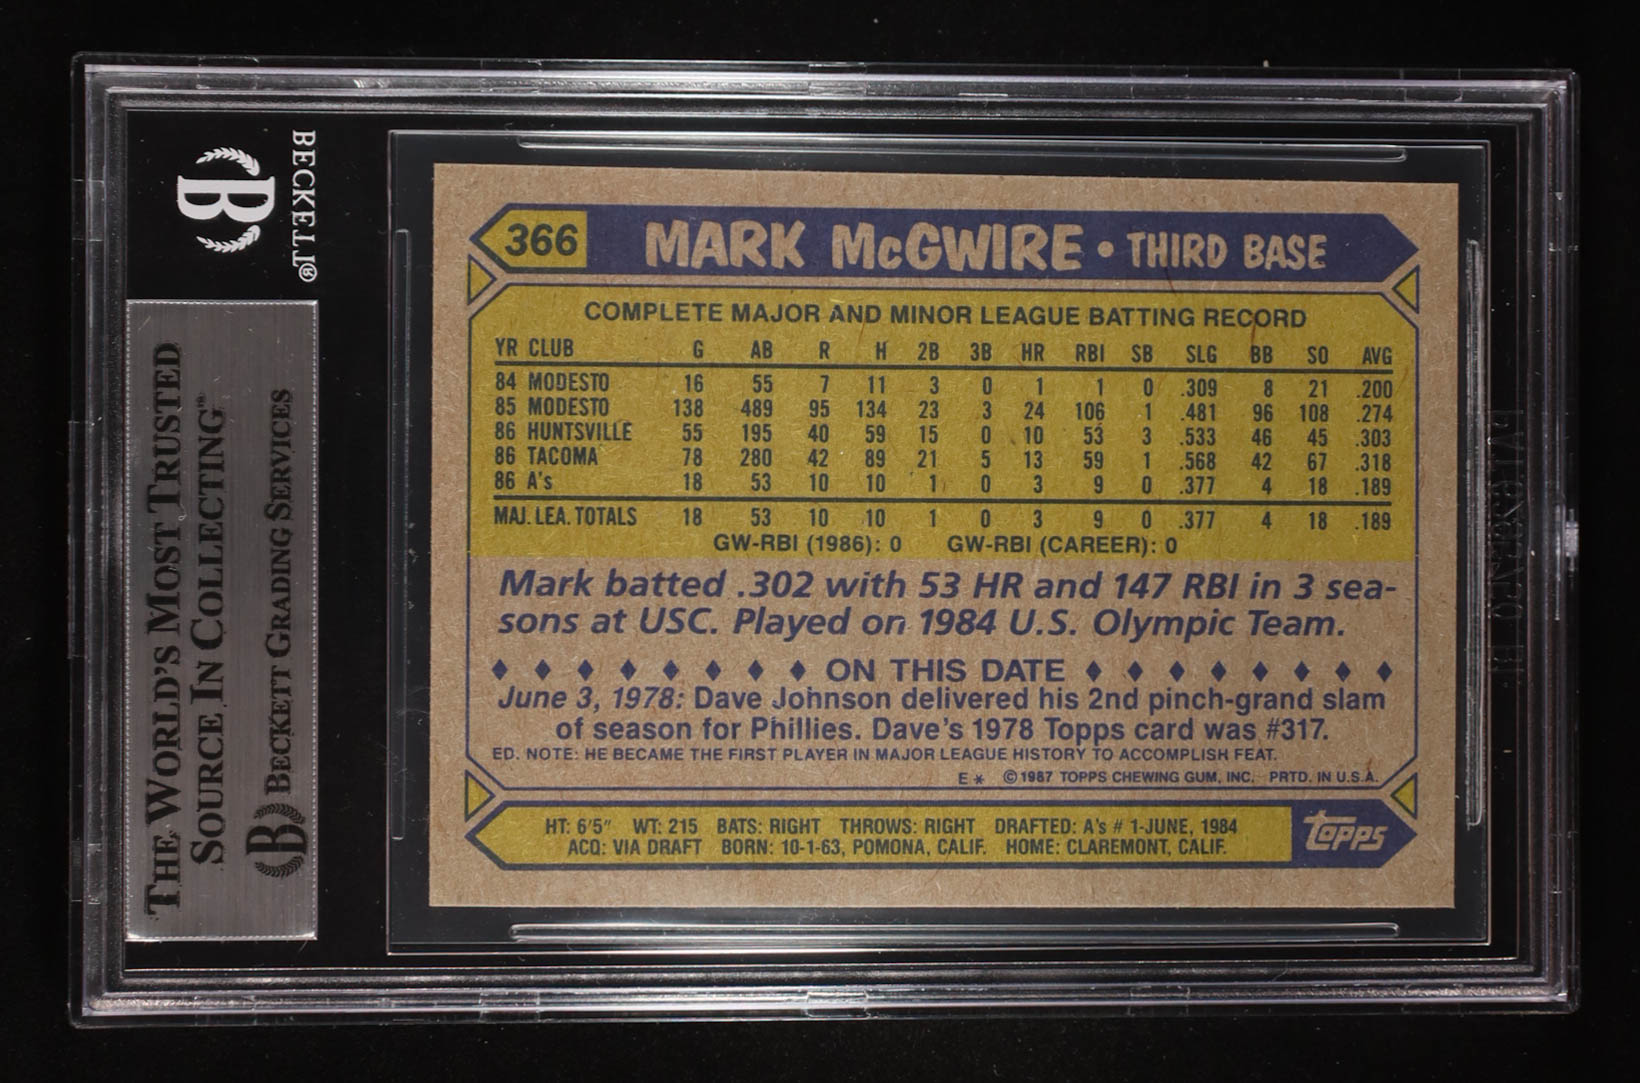 BECKETT®
B
THE WORLD'S MOST TRUSTED
SOURCE IN COLLECTING™
BECKETT GRADING SERVICES
B
366 MARK McGWIRE • THIRD BASE
COMPLETE MAJOR AND MINOR LEAGUE BATTING RECORD
YR CLUB G AB R H 2B 3B HR RBI SB SLG BB SO AVG
84 MODESTO 16 55 7 11 3 0 1 1 0 .309 8 21 .200
85 MODESTO 138 489 95 134 23 3 24 106 1 .481 96 108 .274
86 HUNTSVILLE 55 195 40 59 15 0 10 53 3 .533 46 45 .303
86 TACOMA 78 280 42 89 21 5 13 59 1 .568 42 67 .318
86 A's 18 53 10 10 1 0 3 9 0 .377 4 18 .189
MAJ. LEA. TOTALS 18 53 10 10 1 0 3 9 0 .377 4 18 .189
GW-RBI (1986): 0 GW-RBI (CAREER): 0
Mark batted .302 with 53 HR and 147 RBI in 3 sea-
sons at USC. Played on 1984 U.S. Olympic Team.
♦ ♦ ♦ ♦ ♦ ♦ ♦ ♦ ON THIS DATE ♦ ♦ ♦ ♦ ♦ ♦ ♦ ♦
June 3, 1978: Dave Johnson delivered his 2nd pinch-grand slam
of season for Phillies. Dave's 1978 Topps card was #317.
ED. NOTE: HE BECAME THE FIRST PLAYER IN MAJOR LEAGUE HISTORY TO ACCOMPLISH FEAT.
E* ©1987 TOPPS CHEWING GUM, INC. PRTD. IN U.S.A.
HT: 6'5" WT: 215 BATS: RIGHT THROWS: RIGHT DRAFTED: A's # 1-JUNE, 1984
ACQ: VIA DRAFT BORN: 10-1-63, POMONA, CALIF. HOME: CLAREMONT, CALIF.
topps